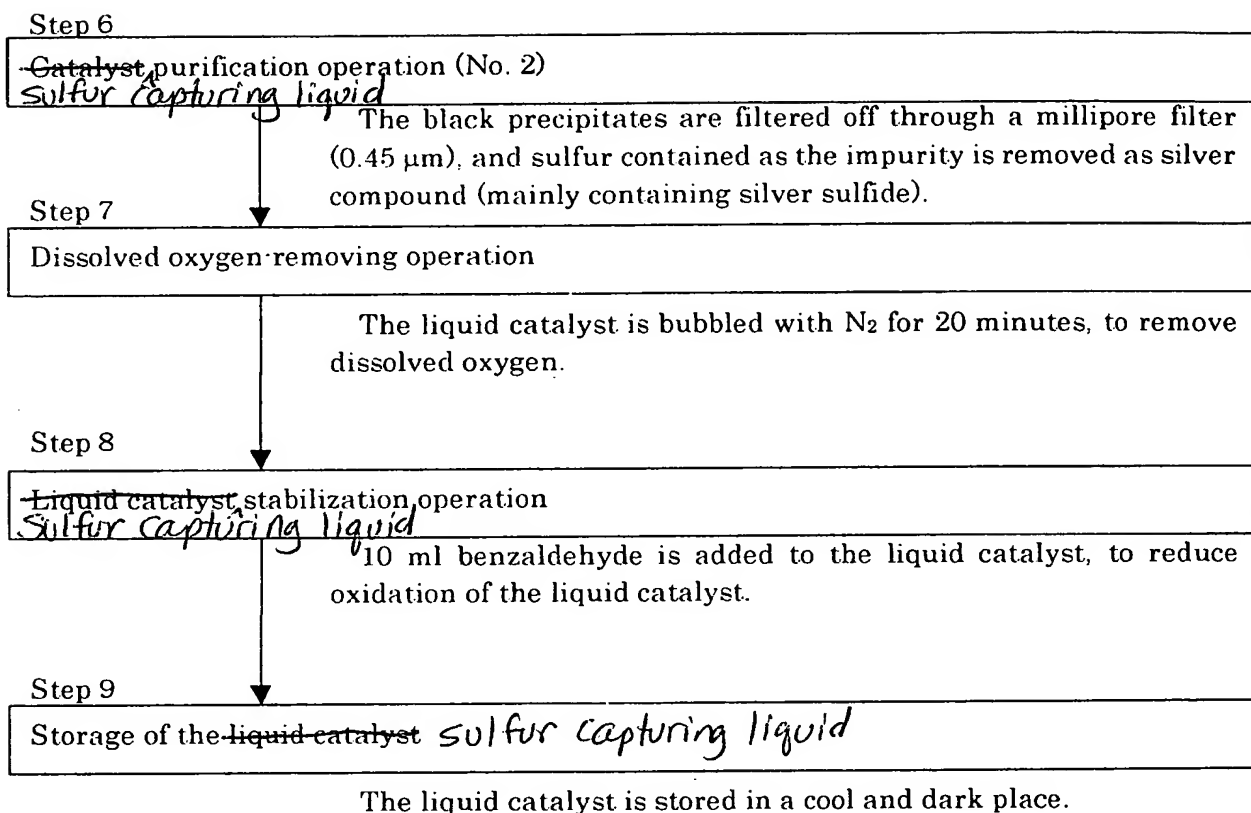 Step 6
Catalyst purification operation (No. 2)
sulfur capturing liquid
The black precipitates are filtered off through a millipore filter
(0.45 μm), and sulfur contained as the impurity is removed as silver
compound (mainly containing silver sulfide).
Step 7
Dissolved oxygen-removing operation
The liquid catalyst is bubbled with N₂ for 20 minutes, to remove
dissolved oxygen.
Step 8
Liquid catalyst stabilization operation
Sulfur capturing liquid
10 ml benzaldehyde is added to the liquid catalyst, to reduce
oxidation of the liquid catalyst.
Step 9
Storage of the liquid catalyst sulfur capturing liquid
The liquid catalyst is stored in a cool and dark place.